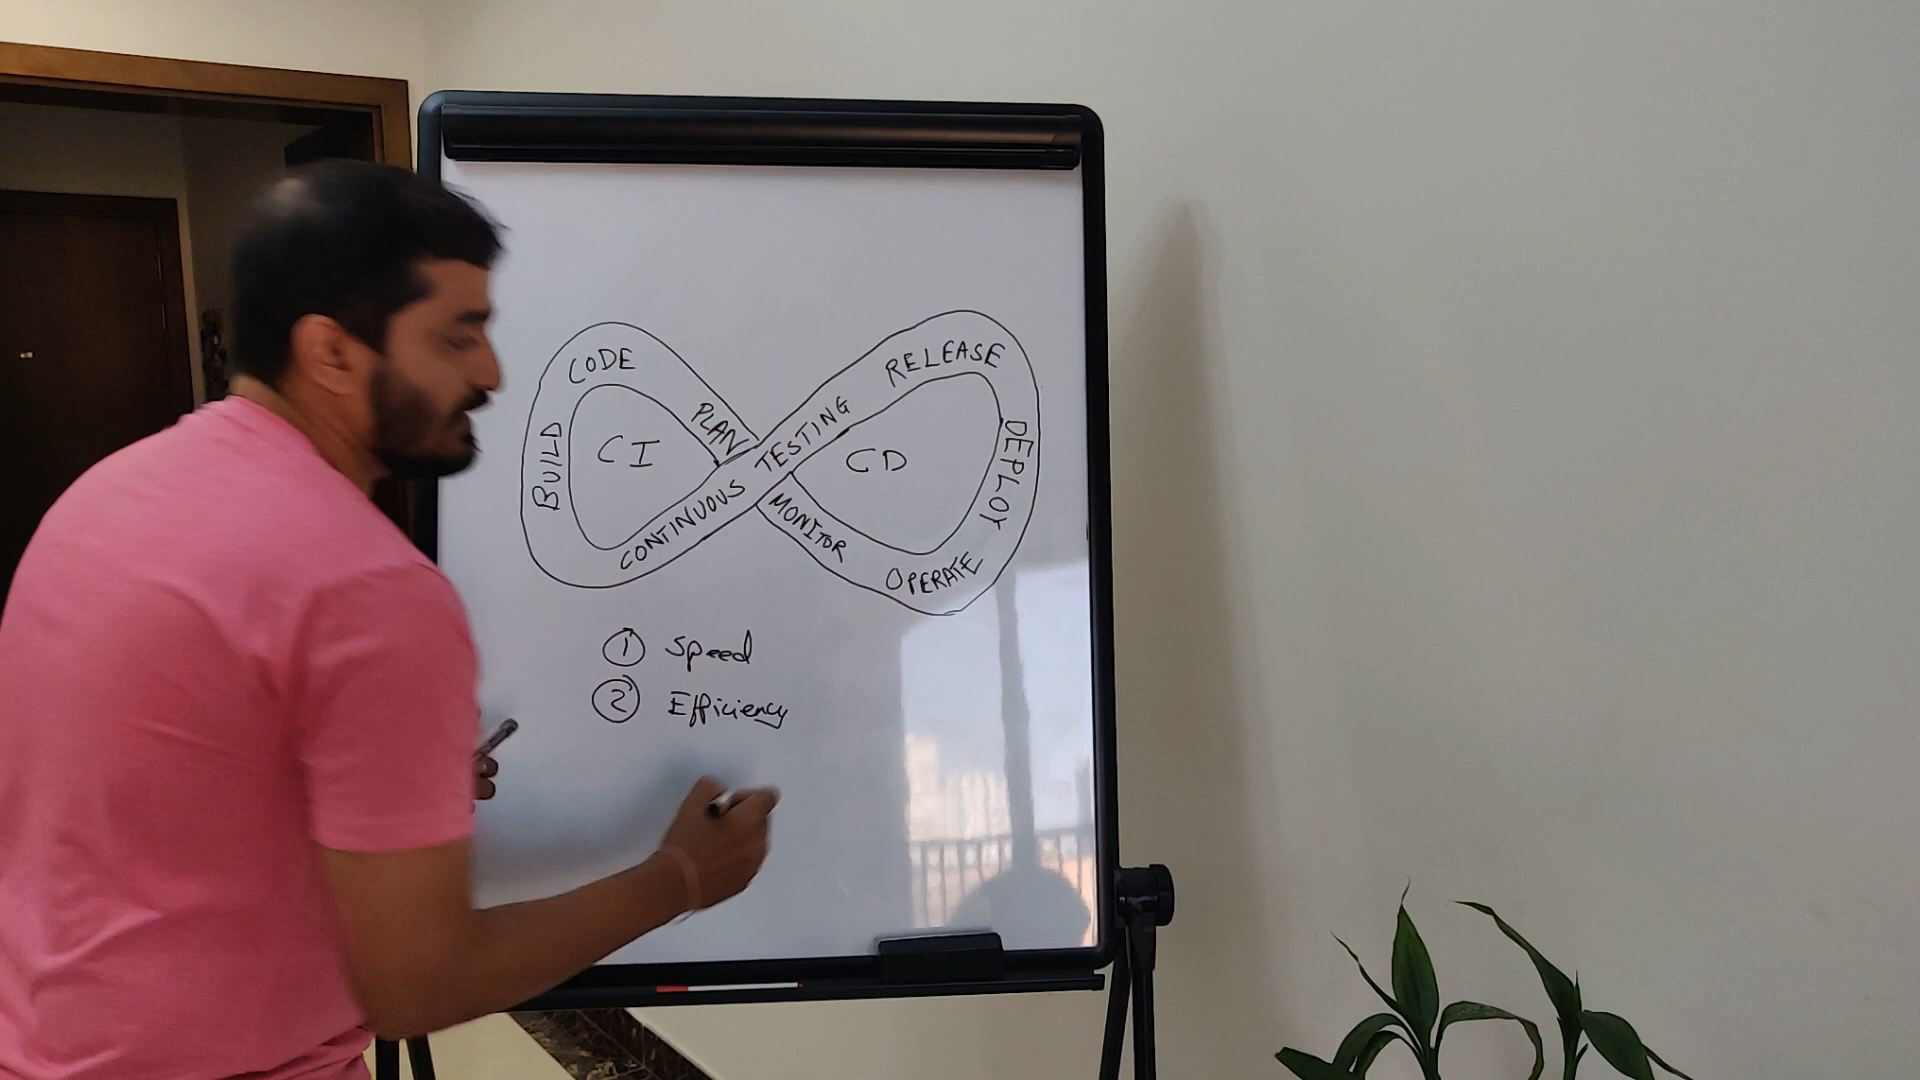 CODE
PLAN
BUILD
CI
CONTINUOUS TESTING
RELEASE
DEPLOY
CD
MONITOR
OPERATE
1 Speed
2 Efficiency